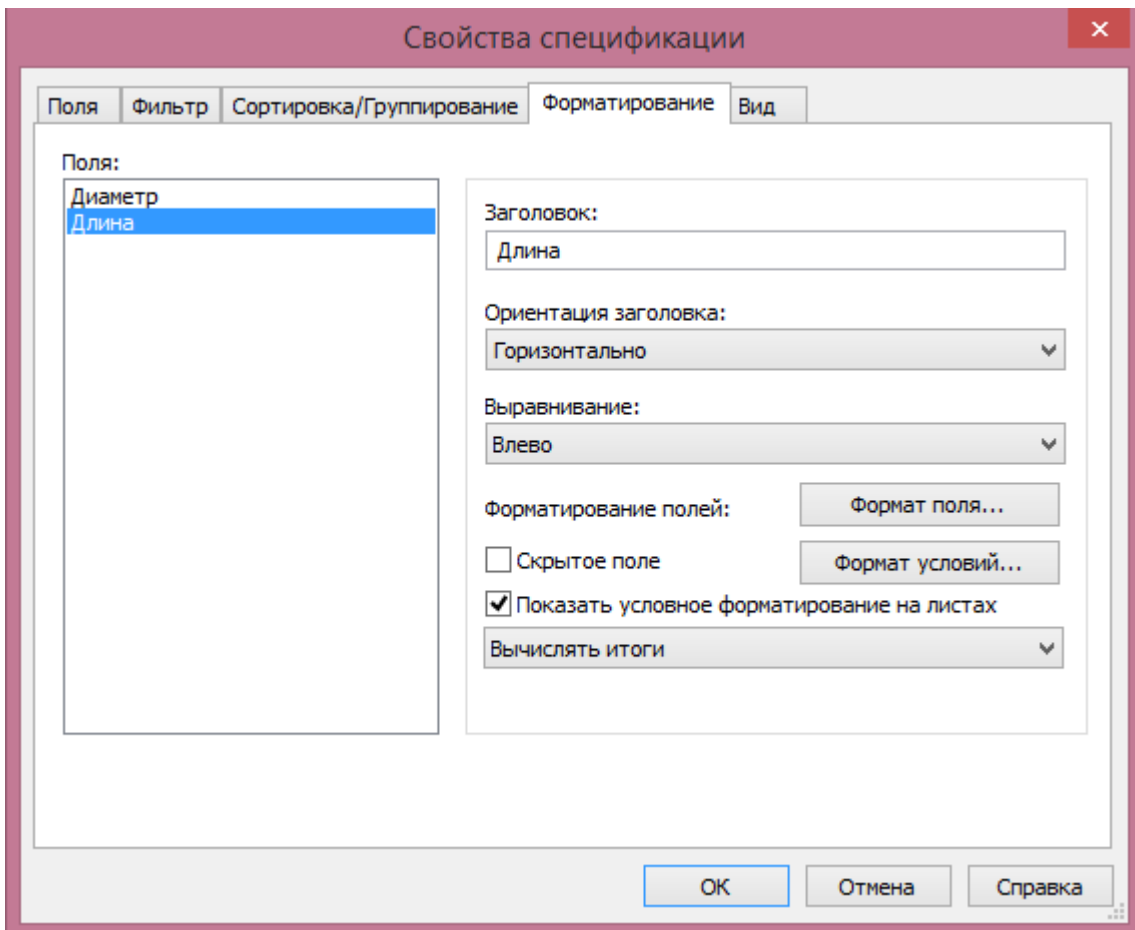 Свойства спецификации
Поля Фильтр Сортировка/Группирование Форматирование Вид
Поля:
Диаметр
Длина
Заголовок:
Длина
Ориентация заголовка:
Горизонтально
Выравнивание:
Влево
Форматирование полей: Формат поля...
Скрытое поле Формат условий...
Показать условное форматирование на листах
Вычислять итоги
ОК Отмена Справка